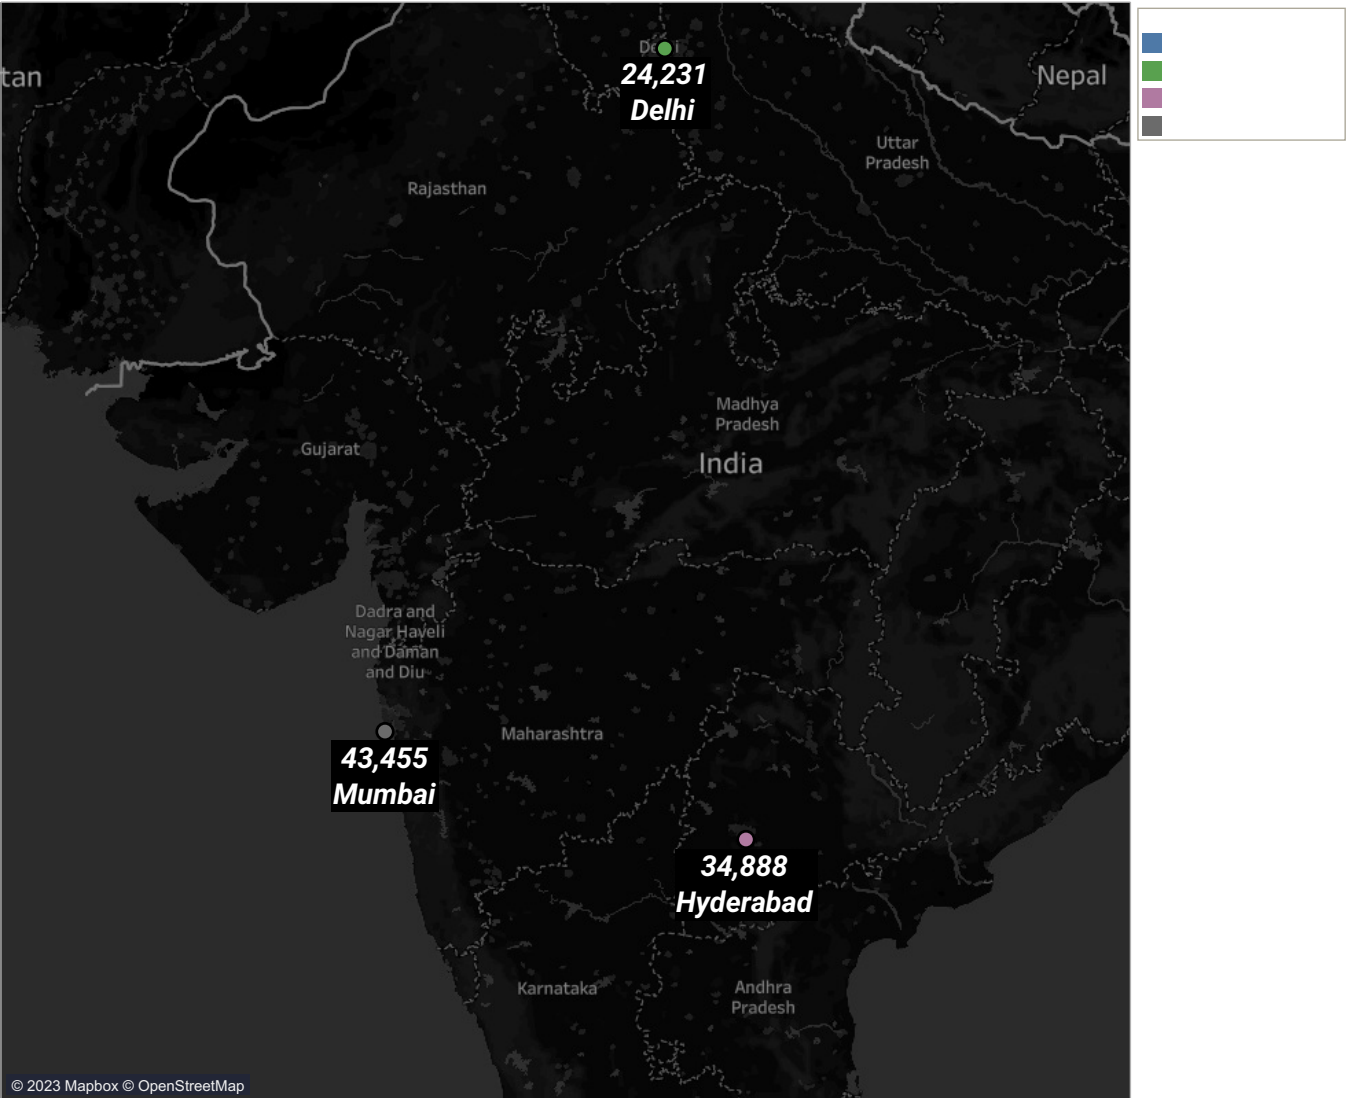 Delhi
24,231
Delhi
tan
Nepal
Uttar
Pradesh
Rajasthan
Madhya
Pradesh
India
Gujarat
Dadra and
Nagar Haveli
and Daman
and Diu
Maharashtra
43,455
Mumbai
34,888
Hyderabad
Karnataka
Andhra
Pradesh
© 2023 Mapbox © OpenStreetMap